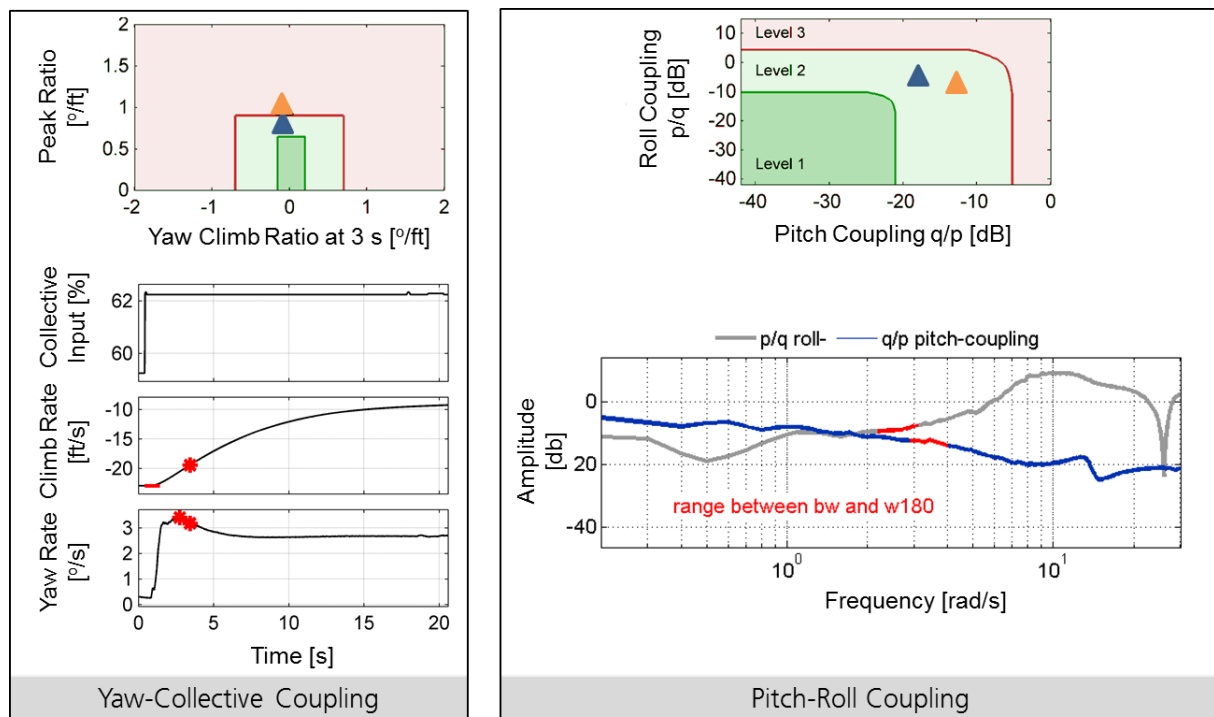 Peak Ratio
[°/ft]
2
1.5
1
0.5
0
-2
-1
0
1
2
Yaw Climb Ratio at 3 s [°/ft]
Collective
Input [%]
62
60
Climb Rate
[ft/s]
-10
-15
-20
Yaw Rate
[°/s]
3
2
1
0
0
5
10
15
20
Time [s]
Yaw-Collective Coupling
Roll Coupling
p/q [dB]
10
0
-10
-20
-30
-40
Level 3
Level 2
Level 1
-40
-30
-20
-10
0
Pitch Coupling q/p [dB]
p/q roll-
q/p pitch-coupling
Amplitude
[db]
0
-20
-40
range between bw and w180
10⁰
10¹
Frequency [rad/s]
Pitch-Roll Coupling